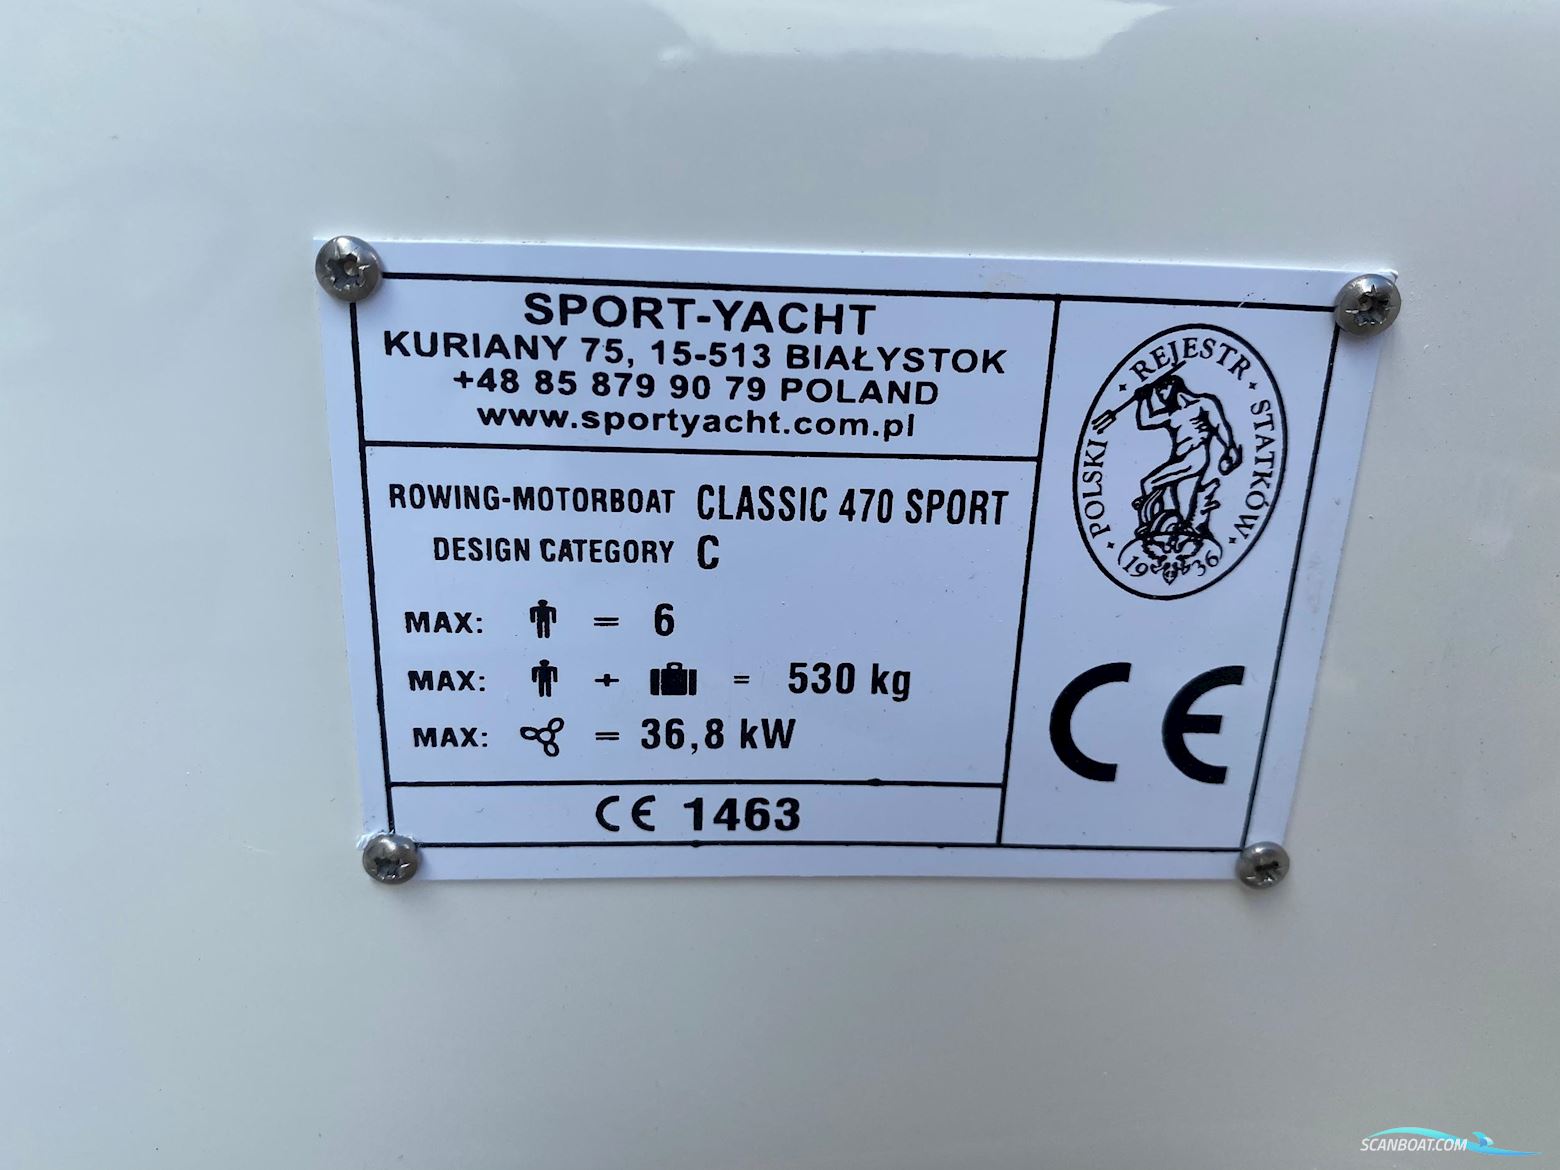 SPORT-YACHT
KURIANY 75, 15-513 BIAŁYSTOK
+48 85 879 90 79 POLAND
www.sportyacht.com.pl
ROWING-MOTORBOAT CLASSIC 470 SPORT
DESIGN CATEGORY C
MAX: = 6
MAX: + = 530 kg
MAX: = 36,8 kW
CE 1463
POLSKI · REJESTR · STATKÓW
1936
CE
SCANBOAT.COM